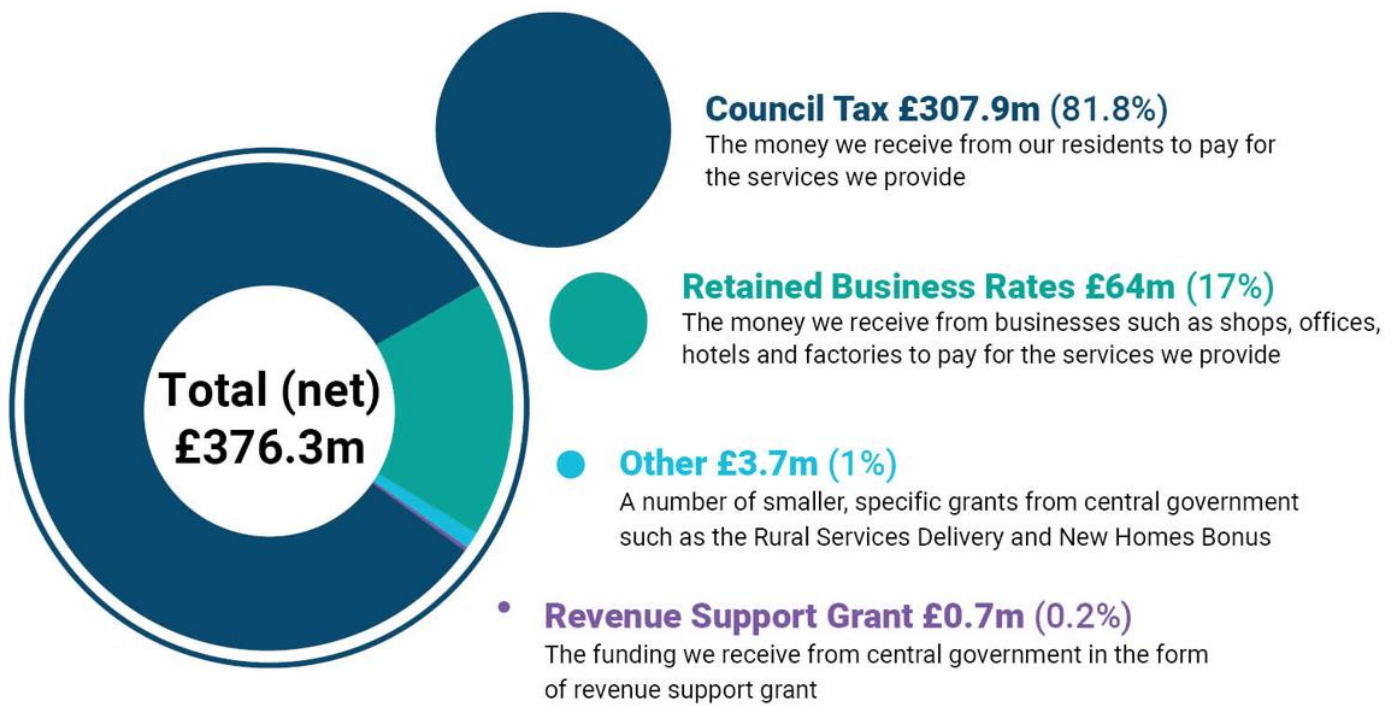 Council Tax £307.9m (81.8%)
The money we receive from our residents to pay for
the services we provide
Retained Business Rates £64m (17%)
The money we receive from businesses such as shops, offices,
hotels and factories to pay for the services we provide
Total (net)
£376.3m
Other £3.7m (1%)
A number of smaller, specific grants from central government
such as the Rural Services Delivery and New Homes Bonus
Revenue Support Grant £0.7m (0.2%)
The funding we receive from central government in the form
of revenue support grant